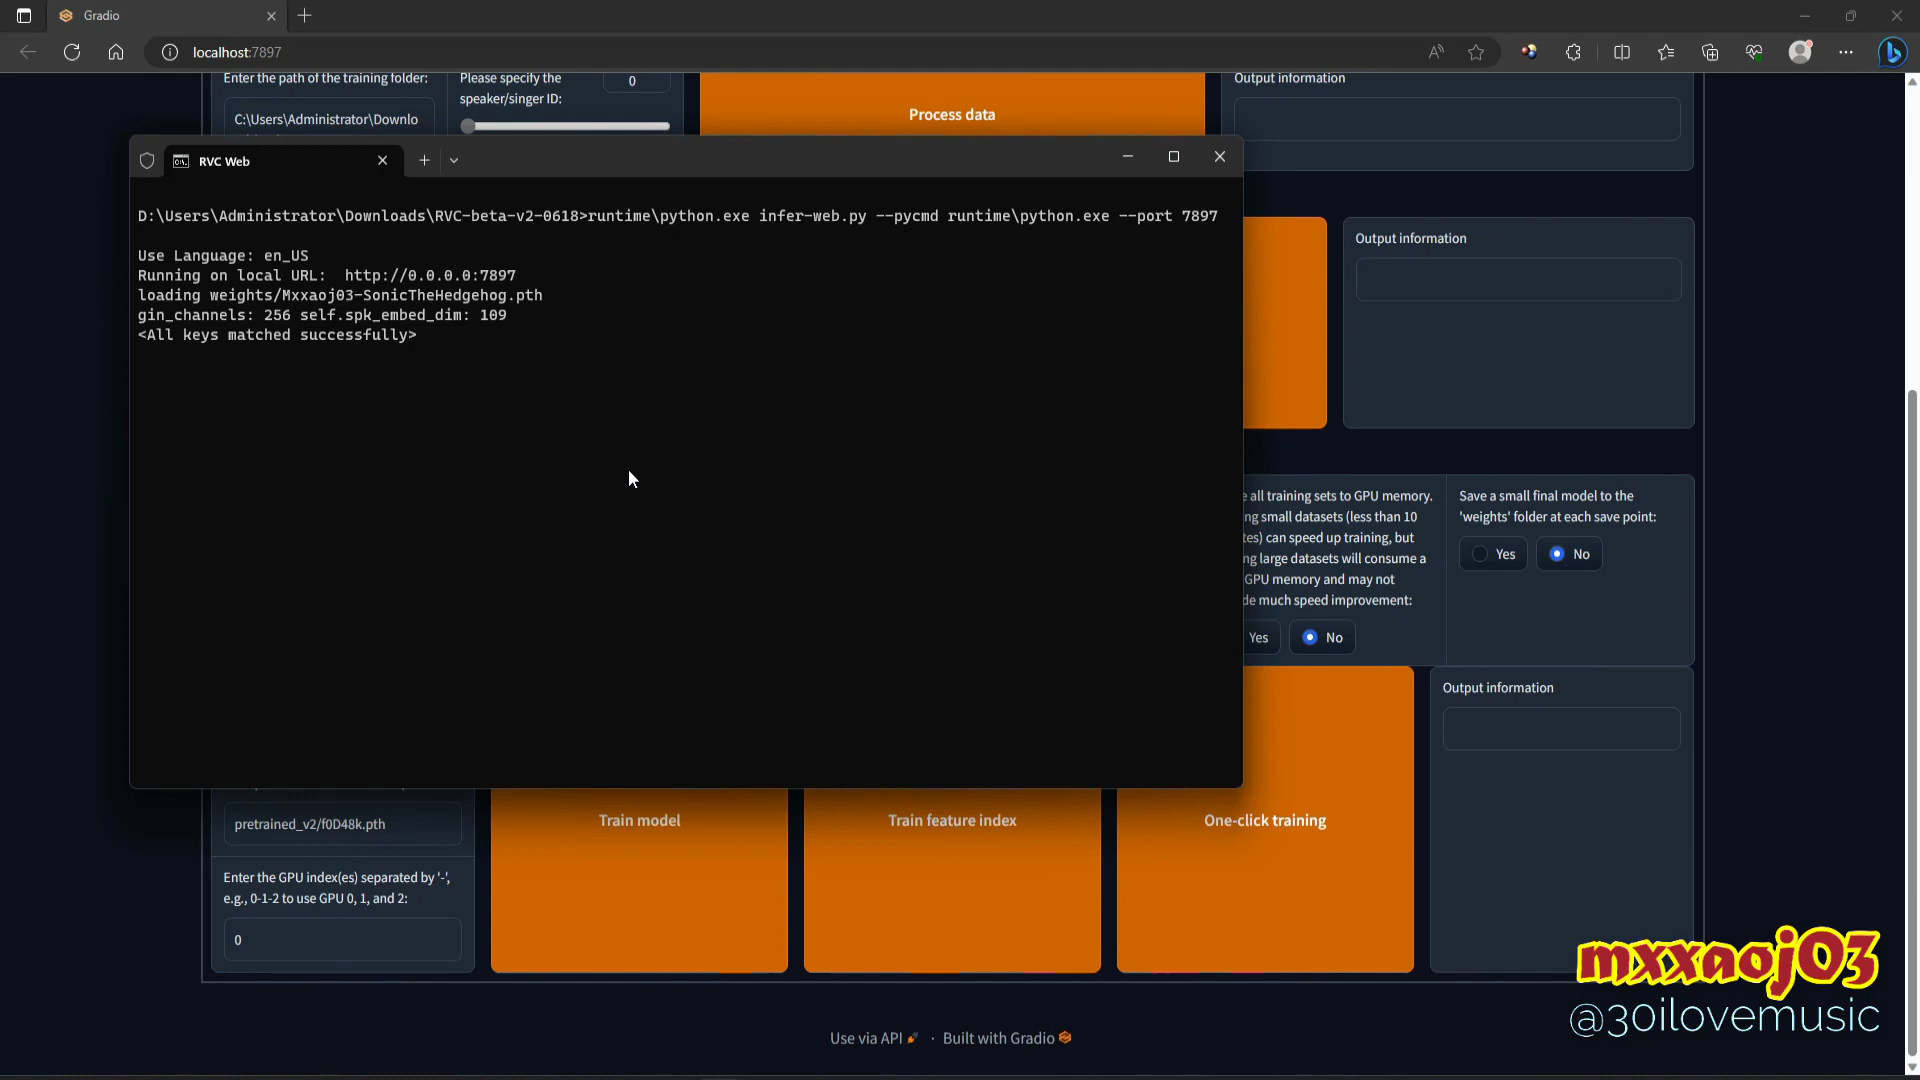 Gradio
localhost:7897
Enter the path of the training folder:
C:\Users\Administrator\Downlo
Please specify the
speaker/singer ID:
0
Process data
Output information
RVC Web
D:\Users\Administrator\Downloads\RVC-beta-v2-0618>runtime\python.exe infer-web.py --pycmd runtime\python.exe --port 7897
Use Language: en_US
Running on local URL:  http://0.0.0.0:7897
loading weights/Mxxaoj03-SonicTheHedgehog.pth
gin_channels: 256 self.spk_embed_dim: 109
<All keys matched successfully>
Output information
all training sets to GPU memory.
ng small datasets (less than 10
tes) can speed up training, but
ng large datasets will consume a
GPU memory and may not
de much speed improvement:
Yes
No
Save a small final model to the
'weights' folder at each save point:
Yes
No
pretrained_v2/f0D48k.pth
Enter the GPU index(es) separated by '-',
e.g., 0-1-2 to use GPU 0, 1, and 2:
0
Train model
Train feature index
One-click training
Output information
mxxaoj03
@30ilovemusic
Use via API · Built with Gradio